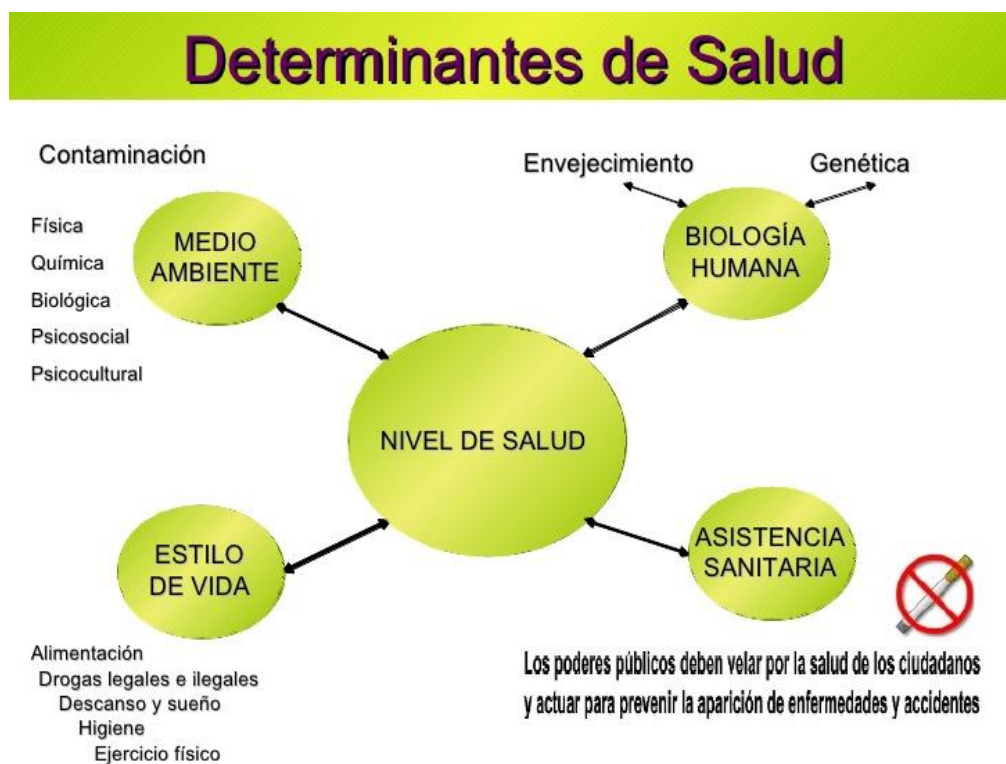 Determinantes de Salud
Contaminación
Física
Química
Biológica
Psicosocial
Psicocultural
MEDIO
AMBIENTE
Envejecimiento
Genética
BIOLOGÍA
HUMANA
NIVEL DE SALUD
ESTILO
DE VIDA
Alimentación
Drogas legales e ilegales
Descanso y sueño
Higiene
Ejercicio físico
ASISTENCIA
SANITARIA
Los poderes públicos deben velar por la salud de los ciudadanos
y actuar para prevenir la aparición de enfermedades y accidentes